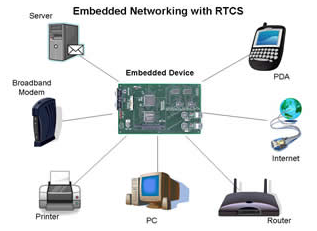 Embedded Networking with RTCS
Server
PDA
Embedded Device
Broadband
Modem
Internet
Printer
PC
Router